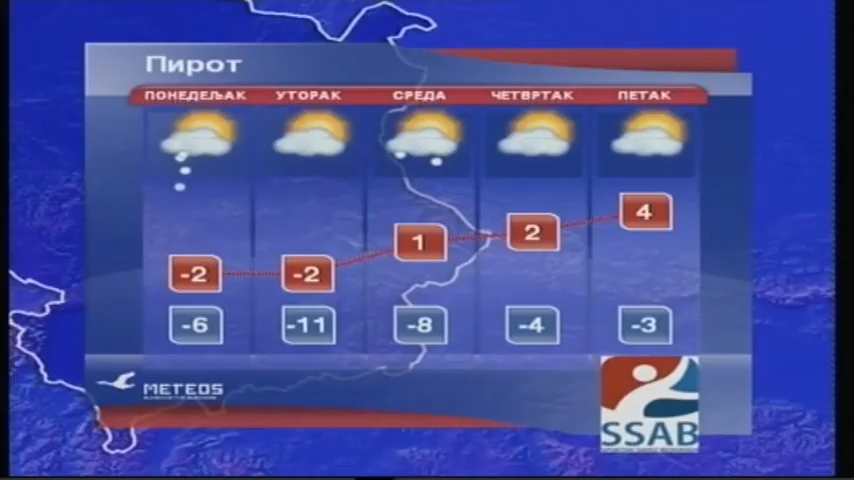 Пирот
ПОНЕДЕЉАК УТОРАК СРЕДА ЧЕТВРТАК ПЕТАК
-2 -2 1 2 4
-6 -11 -8 -4 -3
METEOS
SSAB